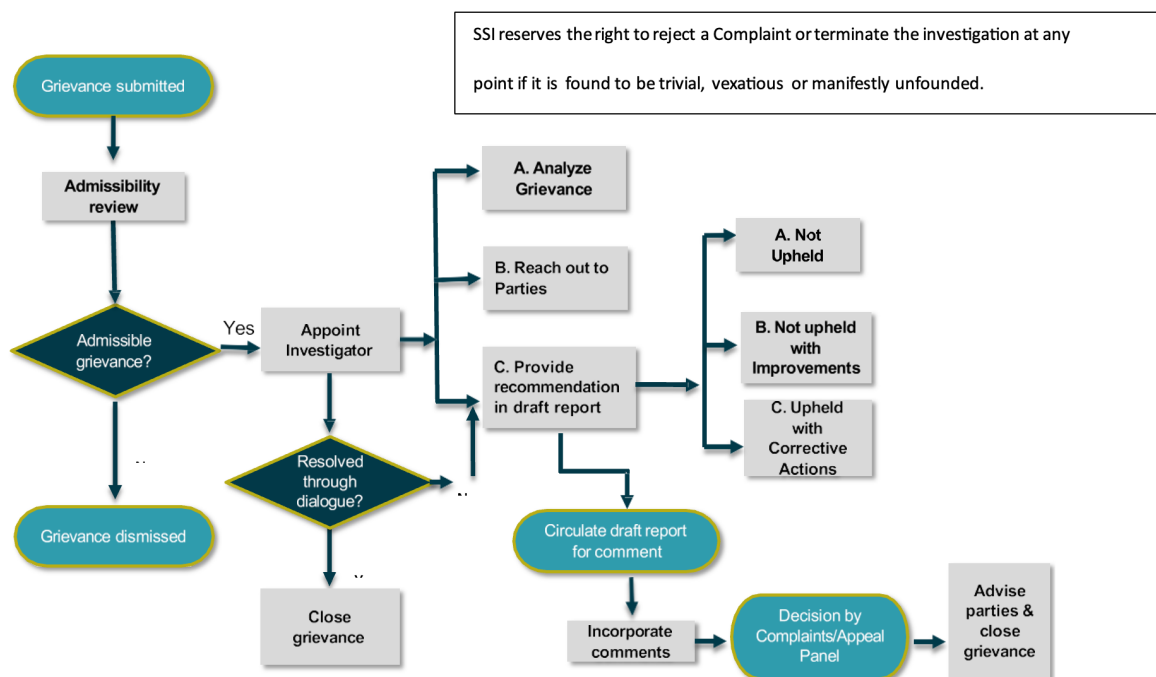 SSI reserves the right to reject a Complaint or terminate the investigation at any
point if it is found to be trivial, vexatious or manifestly unfounded.
Grievance submitted
Admissibility
review
Admissible
grievance?
Yes
Grievance dismissed
Appoint
Investigator
Resolved
through
dialogue?
Close
grievance
A. Analyze
Grievance
B. Reach out to
Parties
C. Provide
recommendation
in draft report
A. Not
Upheld
B. Not upheld
with
Improvements
C. Upheld
with
Corrective
Actions
Circulate draft report
for comment
Incorporate
comments
Decision by
Complaints/Appeal
Panel
Advise
parties &
close
grievance